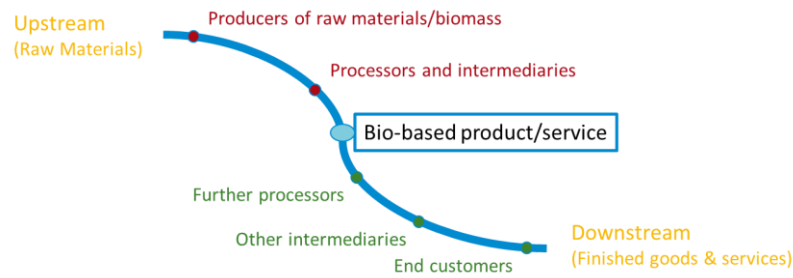 Upstream
(Raw Materials)
Producers of raw materials/biomass
Processors and intermediaries
Bio-based product/service
Further processors
Other intermediaries
End customers
Downstream
(Finished goods & services)